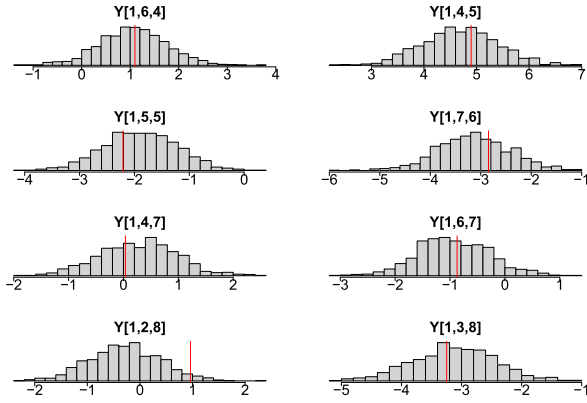 Y[1,6,4] Y[1,4,5]
−1 0 1 2 3 4 3 4 5 6 7
Y[1,5,5] Y[1,7,6]
−4 −3 −2 −1 0 −6 −5 −4 −3 −2 −1
Y[1,4,7] Y[1,6,7]
−2 −1 0 1 2 −3 −2 −1 0 1
Y[1,2,8] Y[1,3,8]
−2 −1 0 1 2 −5 −4 −3 −2 −1